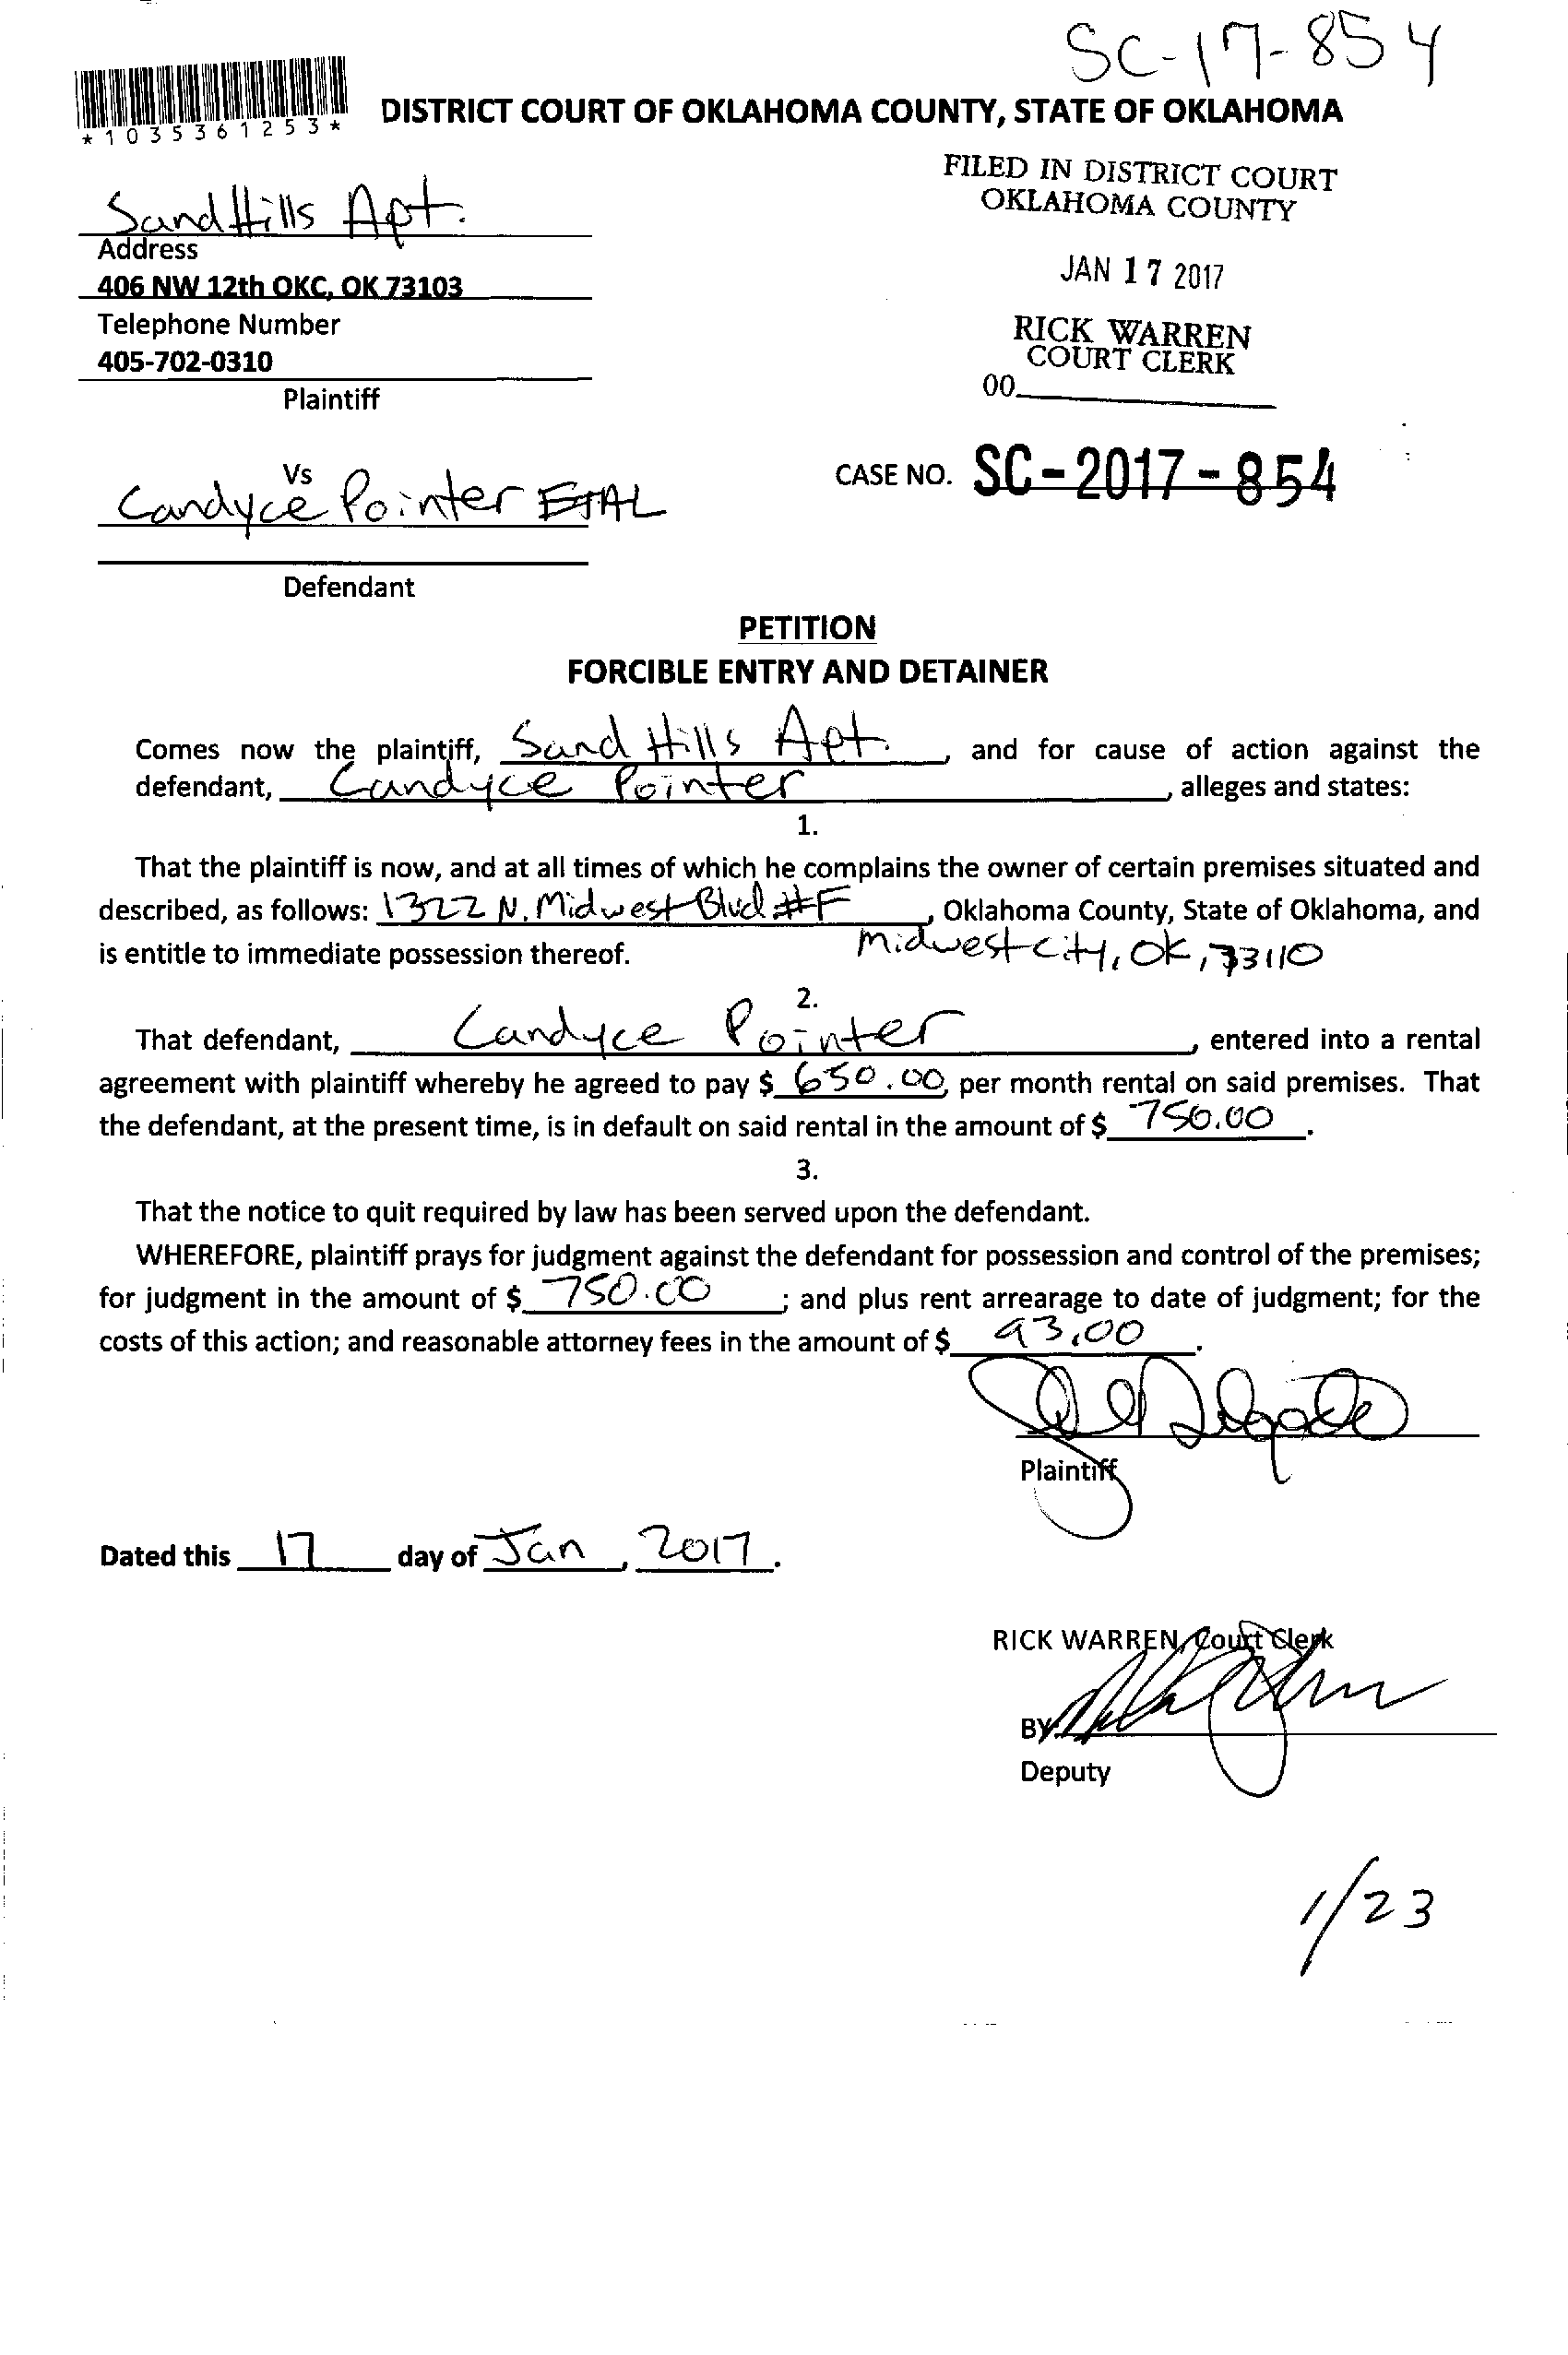 SC-17-854
*1035361253*
DISTRICT COURT OF OKLAHOMA COUNTY, STATE OF OKLAHOMA
FILED IN DISTRICT COURT
OKLAHOMA COUNTY
JAN 17 2017
RICK WARREN
COURT CLERK
00
Sand Hills Apt.
Address
406 NW 12th OKC, OK 73103
Telephone Number
405-702-0310
Plaintiff
Vs
CASE NO. SC-2017-854
Candyce Pointer ETAL
Defendant
PETITION
FORCIBLE ENTRY AND DETAINER
Comes now the plaintiff, Sand Hills Apt., and for cause of action against the
defendant, Candyce Pointer, alleges and states:
1.
That the plaintiff is now, and at all times of which he complains the owner of certain premises situated and
described, as follows: 1322 N. Midwest Blvd #F, Oklahoma County, State of Oklahoma, and
is entitle to immediate possession thereof. Midwest city, OK, 73110
2.
That defendant, Candyce Pointer, entered into a rental
agreement with plaintiff whereby he agreed to pay $ 650.00, per month rental on said premises. That
the defendant, at the present time, is in default on said rental in the amount of $ 750.00.
3.
That the notice to quit required by law has been served upon the defendant.
WHEREFORE, plaintiff prays for judgment against the defendant for possession and control of the premises;
for judgment in the amount of $ 750.00; and plus rent arrearage to date of judgment; for the
costs of this action; and reasonable attorney fees in the amount of $ 93.00.
Plaintiff
Dated this 17 day of Jan, 2017.
RICK WARREN, Court Clerk
BY
Deputy
1/23